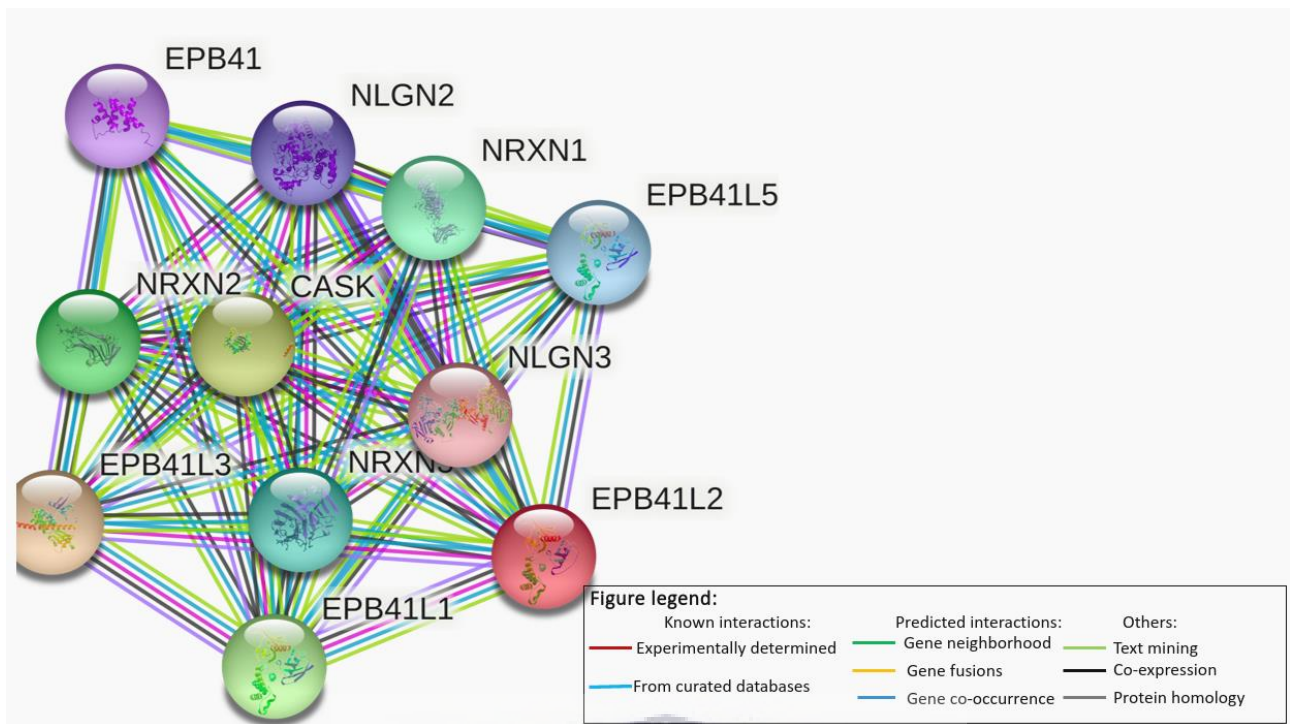 EPB41
NLGN2
NRXN1
EPB41L5
NRXN2
CASK
NLGN3
EPB41L3
NRXN3
EPB41L2
EPB41L1
Figure legend:
Known interactions: Predicted interactions: Others:
Experimentally determined Gene neighborhood Text mining
From curated databases Gene fusions Co-expression
Gene co-occurrence Protein homology